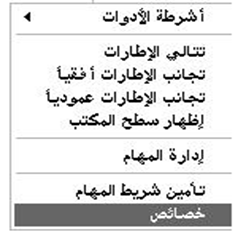 أشرطة الأدوات
تتالي الإطارات
تجانب الإطارات أفقياً
تجانب الإطارات عمودياً
إظهار سطح المكتب
إدارة المهام
تأمين شريط المهام
خصائص